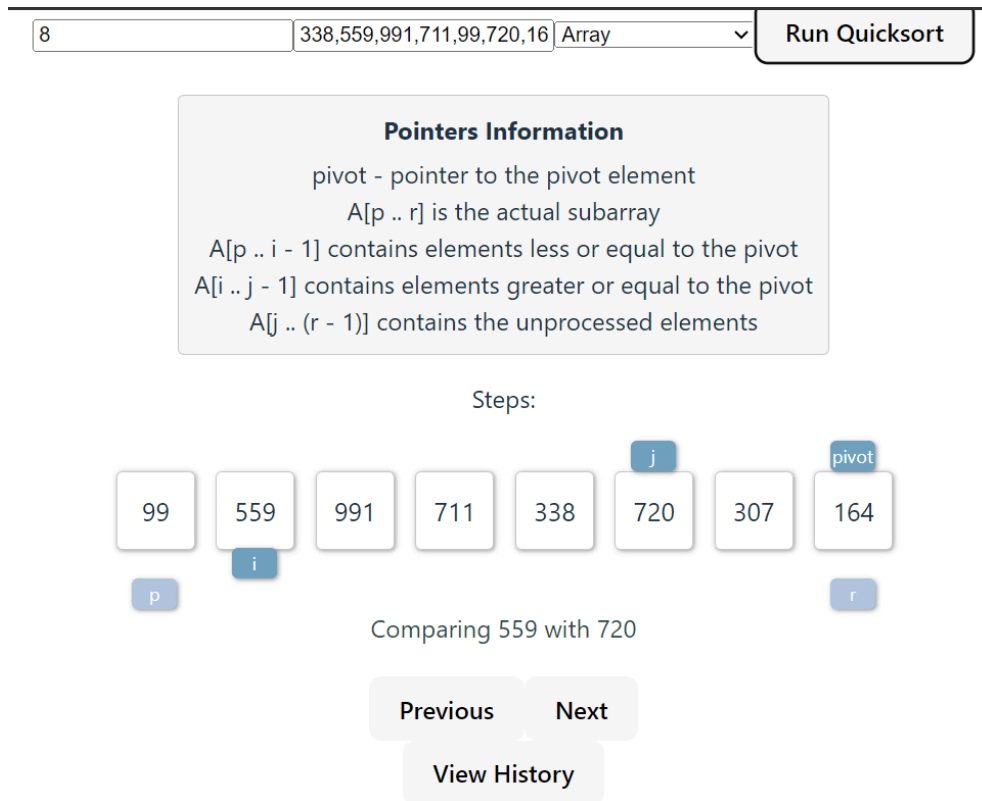 8 338,559,991,711,99,720,16 Array Run Quicksort
Pointers Information
pivot - pointer to the pivot element
A[p .. r] is the actual subarray
A[p .. i - 1] contains elements less or equal to the pivot
A[i .. j - 1] contains elements greater or equal to the pivot
A[j .. (r - 1)] contains the unprocessed elements
Steps:
j pivot
99 559 991 711 338 720 307 164
i
p r
Comparing 559 with 720
Previous Next
View History